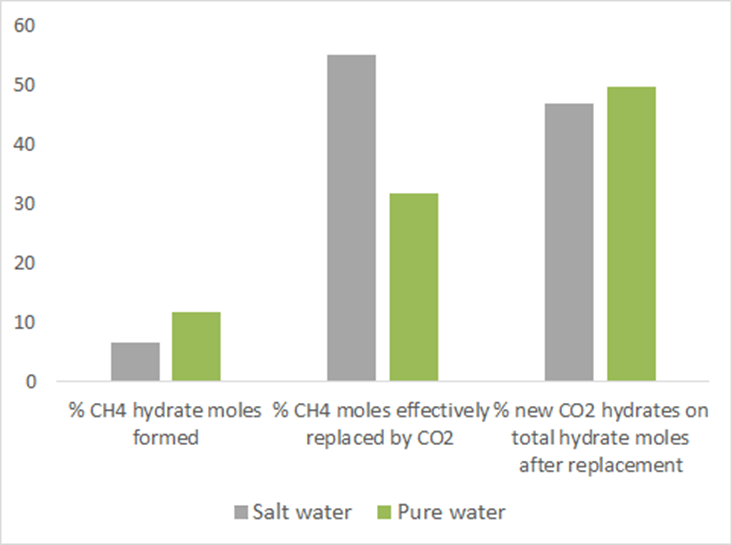 60
50
40
30
20
10
0
% CH4 hydrate moles
formed
% CH4 moles effectively
replaced by CO2
% new CO2 hydrates on
total hydrate moles
after replacement
Salt water
Pure water